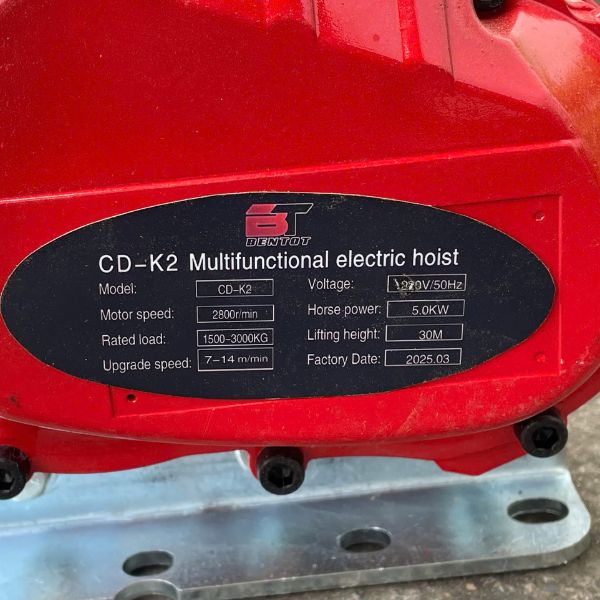 BT
BENTOT
CD-K2 Multifunctional electric hoist
Model: CD-K2
Voltage: 220V/50Hz
Motor speed: 2800r/min
Horse power: 5.0KW
Rated load: 1500-3000KG
Lifting height: 30M
Upgrade speed: 7-14 m/min
Factory Date: 2025.03